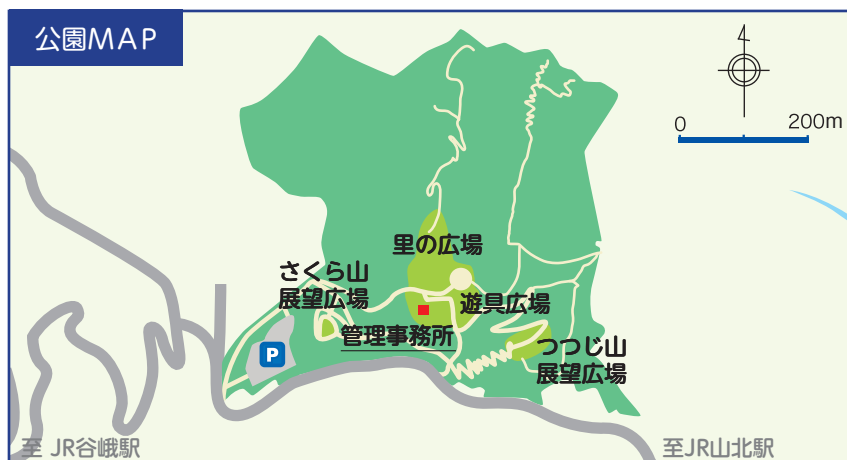 公園MAP
4
0 200m
里の広場
さくら山
展望広場
遊具広場
管理事務所
つつじ山
展望広場
P
至 JR谷峨駅
至JR山北駅